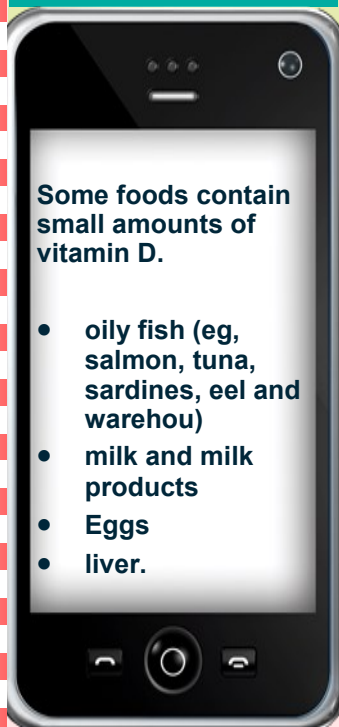 Some foods contain
small amounts of
vitamin D.
• oily fish (eg,
salmon, tuna,
sardines, eel and
warehou)
• milk and milk
products
• Eggs
• liver.